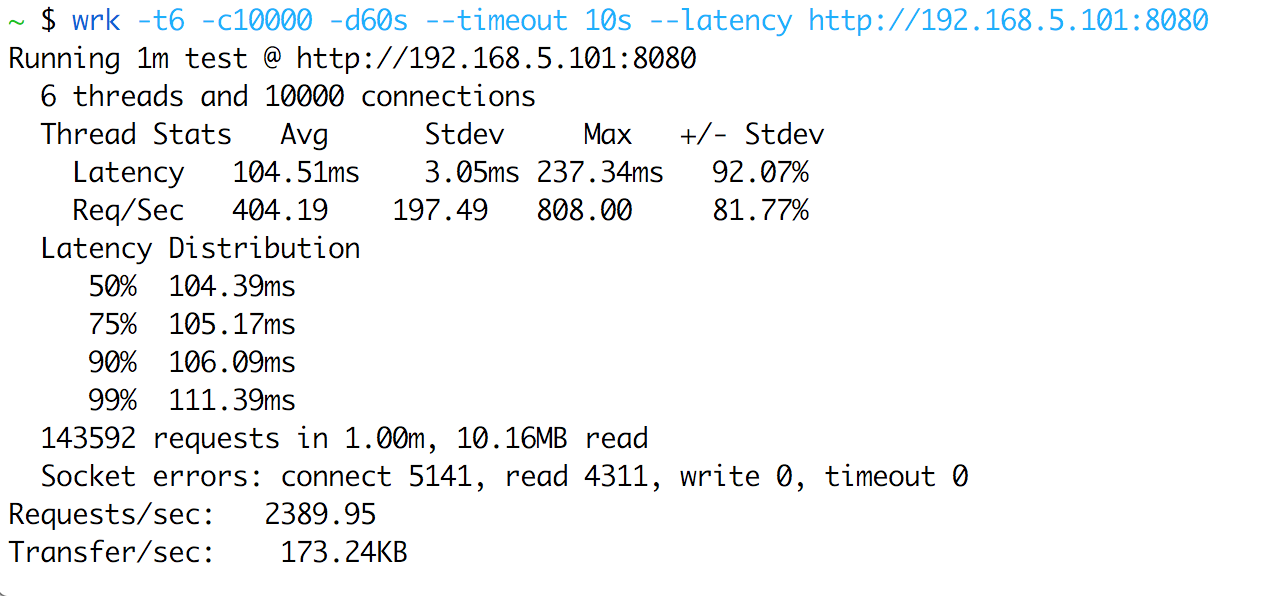 ~ $ wrk -t6 -c10000 -d60s --timeout 10s --latency http://192.168.5.101:8080
Running 1m test @ http://192.168.5.101:8080
  6 threads and 10000 connections
  Thread Stats   Avg      Stdev     Max   +/- Stdev
    Latency   104.51ms    3.05ms 237.34ms   92.07%
    Req/Sec   404.19    197.49   808.00     81.77%
  Latency Distribution
     50%  104.39ms
     75%  105.17ms
     90%  106.09ms
     99%  111.39ms
  143592 requests in 1.00m, 10.16MB read
  Socket errors: connect 5141, read 4311, write 0, timeout 0
Requests/sec:   2389.95
Transfer/sec:    173.24KB